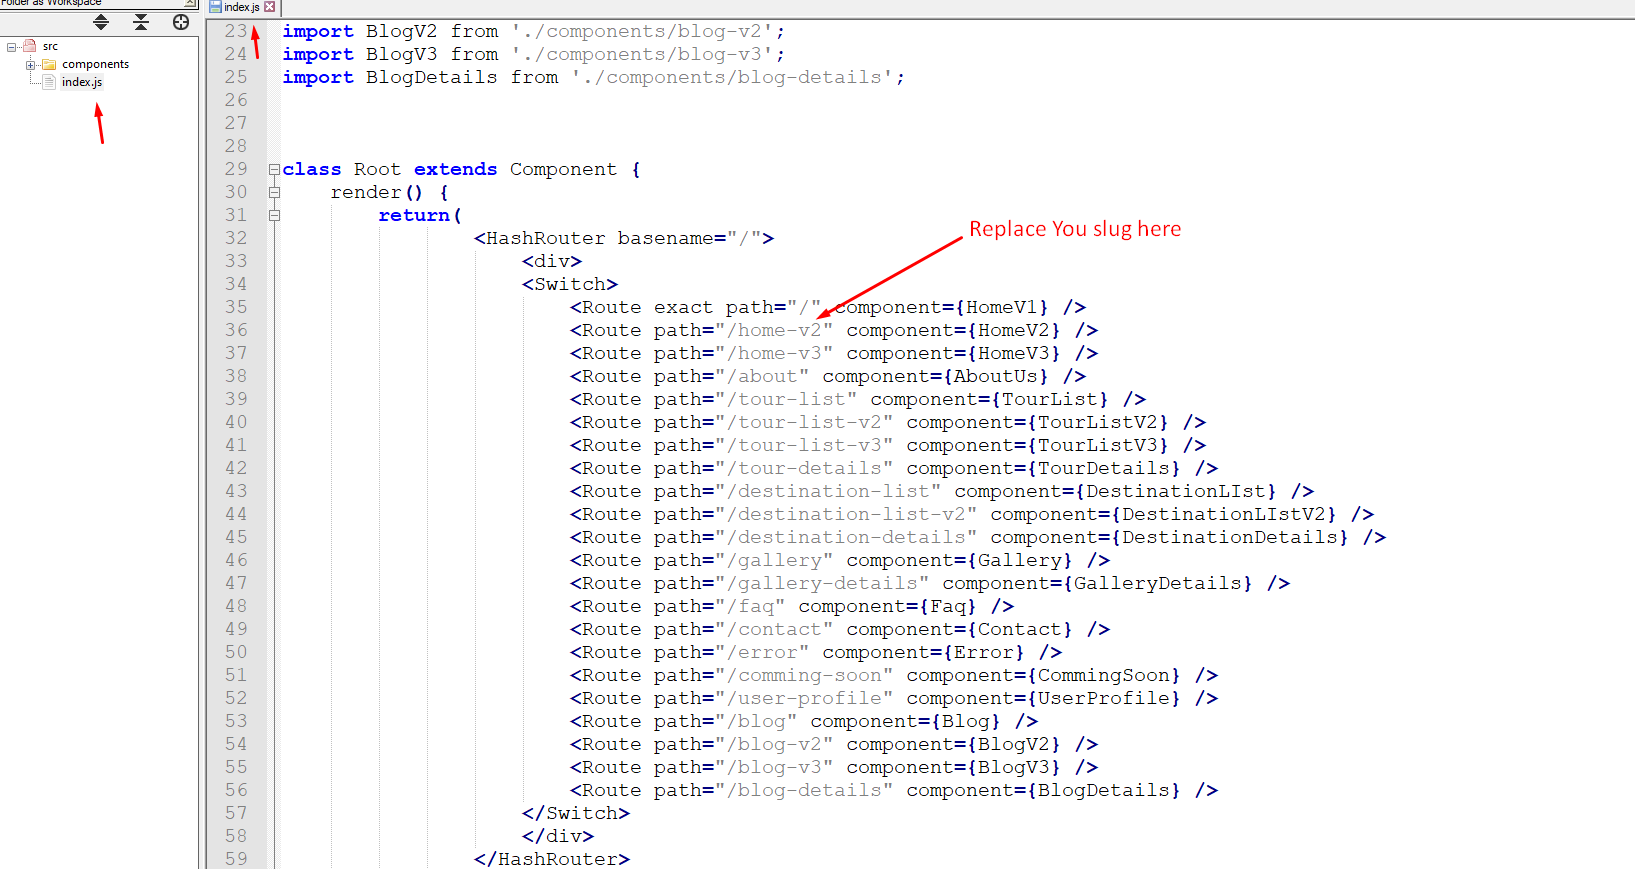 Folder as Workspace
src
components
index.js
index.js
23 import BlogV2 from './components/blog-v2';
24 import BlogV3 from './components/blog-v3';
25 import BlogDetails from './components/blog-details';
26
27
28
29 class Root extends Component {
30 render() {
31 return(
Replace You slug here
32 <HashRouter basename="/">
33 <div>
34 <Switch>
35 <Route exact path="/" component={HomeV1} />
36 <Route path="/home-v2" component={HomeV2} />
37 <Route path="/home-v3" component={HomeV3} />
38 <Route path="/about" component={AboutUs} />
39 <Route path="/tour-list" component={TourList} />
40 <Route path="/tour-list-v2" component={TourListV2} />
41 <Route path="/tour-list-v3" component={TourListV3} />
42 <Route path="/tour-details" component={TourDetails} />
43 <Route path="/destination-list" component={DestinationLIst} />
44 <Route path="/destination-list-v2" component={DestinationLIstV2} />
45 <Route path="/destination-details" component={DestinationDetails} />
46 <Route path="/gallery" component={Gallery} />
47 <Route path="/gallery-details" component={GalleryDetails} />
48 <Route path="/faq" component={Faq} />
49 <Route path="/contact" component={Contact} />
50 <Route path="/error" component={Error} />
51 <Route path="/comming-soon" component={CommingSoon} />
52 <Route path="/user-profile" component={UserProfile} />
53 <Route path="/blog" component={Blog} />
54 <Route path="/blog-v2" component={BlogV2} />
55 <Route path="/blog-v3" component={BlogV3} />
56 <Route path="/blog-details" component={BlogDetails} />
57 </Switch>
58 </div>
59 </HashRouter>